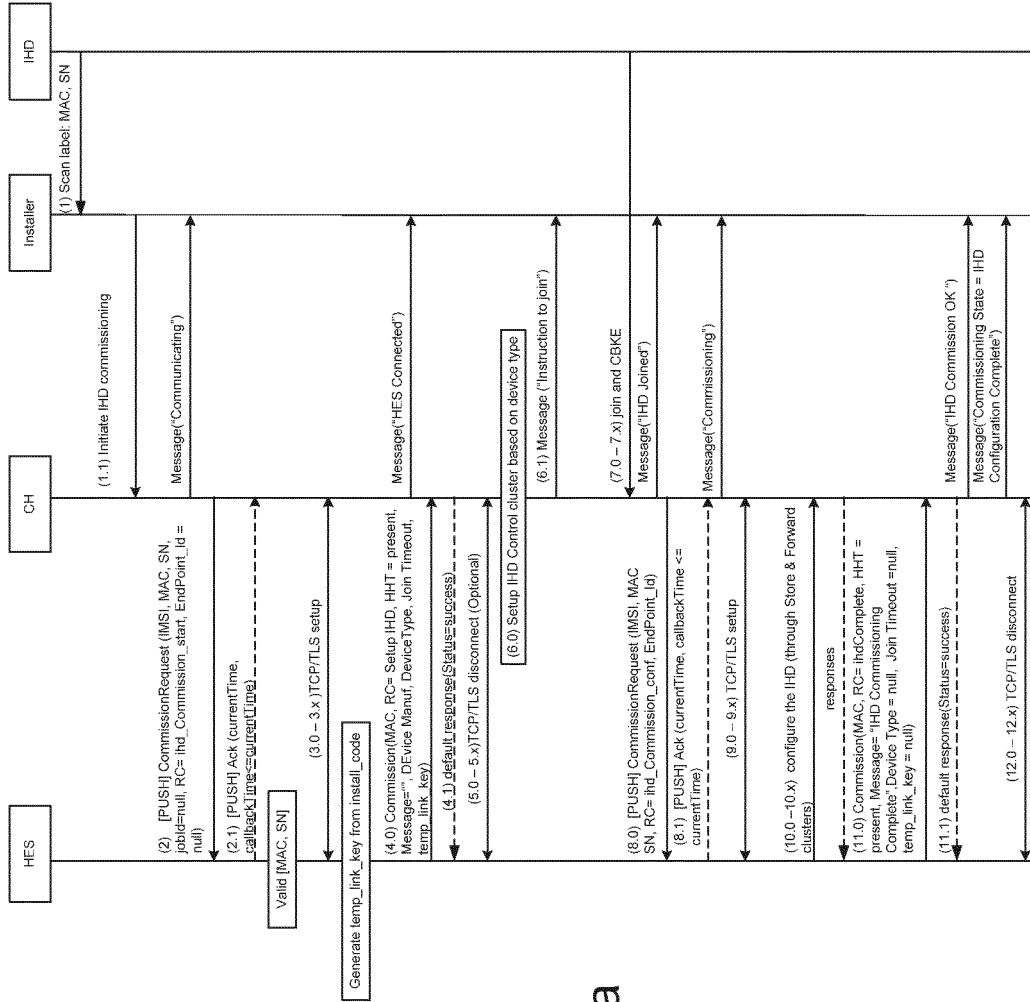 HES
CH
Installer
IHD
(1) Scan label: MAC, SN
(1.1) Initiate IHD commissioning
(2) [PUSH] CommissionRequest (IMSI, MAC, SN,
jobId=null, RC= ihd_Commission_start, EndPoint_Id =
null)
Message("Communicating")
(2.1) [PUSH] Ack (currentTime,
callbackTime<=currentTime)
Valid [MAC, SN]
(3.0 – 3.x )TCP/TLS setup
Generate temp_link_key from install_code
(4.0) Commission(MAC, RC= Setup IHD, HHT = present,
Message="", DEvice Manuf, DeviceType, Join Timeout,
temp_link_key)
Message("HES Connected")
(4.1) default response(Status=success)
(5.0 – 5.x)TCP/TLS disconnect (Optional)
(6.0) Setup IHD Control cluster based on device type
(6.1) Message ("Instruction to join")
(7.0 – 7.x) join and CBKE
Message("IHD Joined")
(8.0) [PUSH] CommissionRequest (IMSI, MAC
SN, RC= ihd_Commission_conf, EndPoint_Id)
(8.1) [PUSH] Ack (currentTime, callbackTime <=
currentTime)
Message("Commissioning")
(9.0 – 9.x) TCP/TLS setup
(10.0 –10.x) configure the IHD (through Store & Forward
clusters)
responses
(11.0) Commission(MAC, RC= ihdComplete, HHT =
present, Message= "IHD Commissioning
Complete",Device Type = null, Join Timeout =null,
temp_link_key = null)
(11.1) default response(Status=success)
Message("IHD Commission OK ")
Message("Commissioning State = IHD
Configuration Complete")
(12.0 – 12.x) TCP/TLS disconnect
a